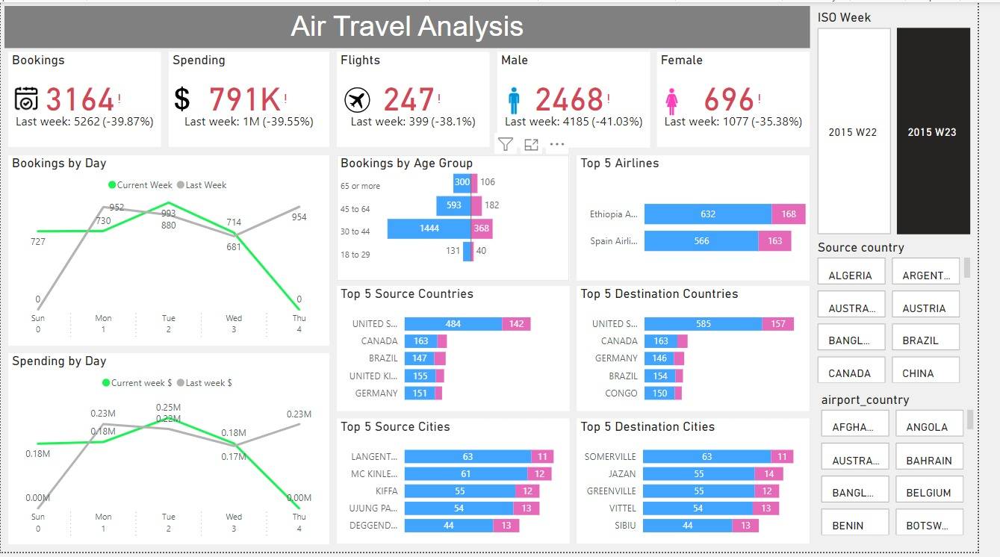 Air Travel Analysis
Bookings
3164!
Last week: 5262 (-39.87%)
Spending
$ 791K!
Last week: 1M (-39.55%)
Flights
247!
Last week: 399 (-38.1%)
Male
2468!
Last week: 4185 (-41.03%)
Female
696!
Last week: 1077 (-35.38%)
ISO Week
2015 W22
2015 W23
Bookings by Day
Current Week
Last Week
727
0
952
730
993
880
714
681
954
0
Sun Mon Tue Wed Thu
0 1 2 3 4
Bookings by Age Group
65 or more 300 106
45 to 64 593 182
30 to 44 1444 368
18 to 29 131 40
Top 5 Airlines
Ethiopia A... 632 168
Spain Airli... 566 163
Source country
ALGERIA ARGENT...
AUSTRA... AUSTRIA
BANGL... BRAZIL
CANADA CHINA
Top 5 Source Countries
UNITED S... 484 142
CANADA 163
BRAZIL 147
UNITED KI... 155
GERMANY 151
Top 5 Destination Countries
UNITED S... 585 157
CANADA 163
GERMANY 146
BRAZIL 154
CONGO 150
Spending by Day
Current week $
Last week $
0.18M
0.00M
0.23M
0.18M
0.25M
0.22M
0.18M
0.17M
0.23M
0.00M
Sun Mon Tue Wed Thu
0 1 2 3 4
Top 5 Source Cities
LANGENT... 63 11
MC KINLE... 61 12
KIFFA 55 12
UJUNG PA... 54 13
DEGGEND... 44 13
Top 5 Destination Cities
SOMERVILLE 63 11
JAZAN 55 14
GREENVILLE 55 12
VITTEL 54 13
SIBIU 44 13
airport_country
AFGHA... ANGOLA
AUSTRA... BAHRAIN
BANGL... BELGIUM
BENIN BOTSW...